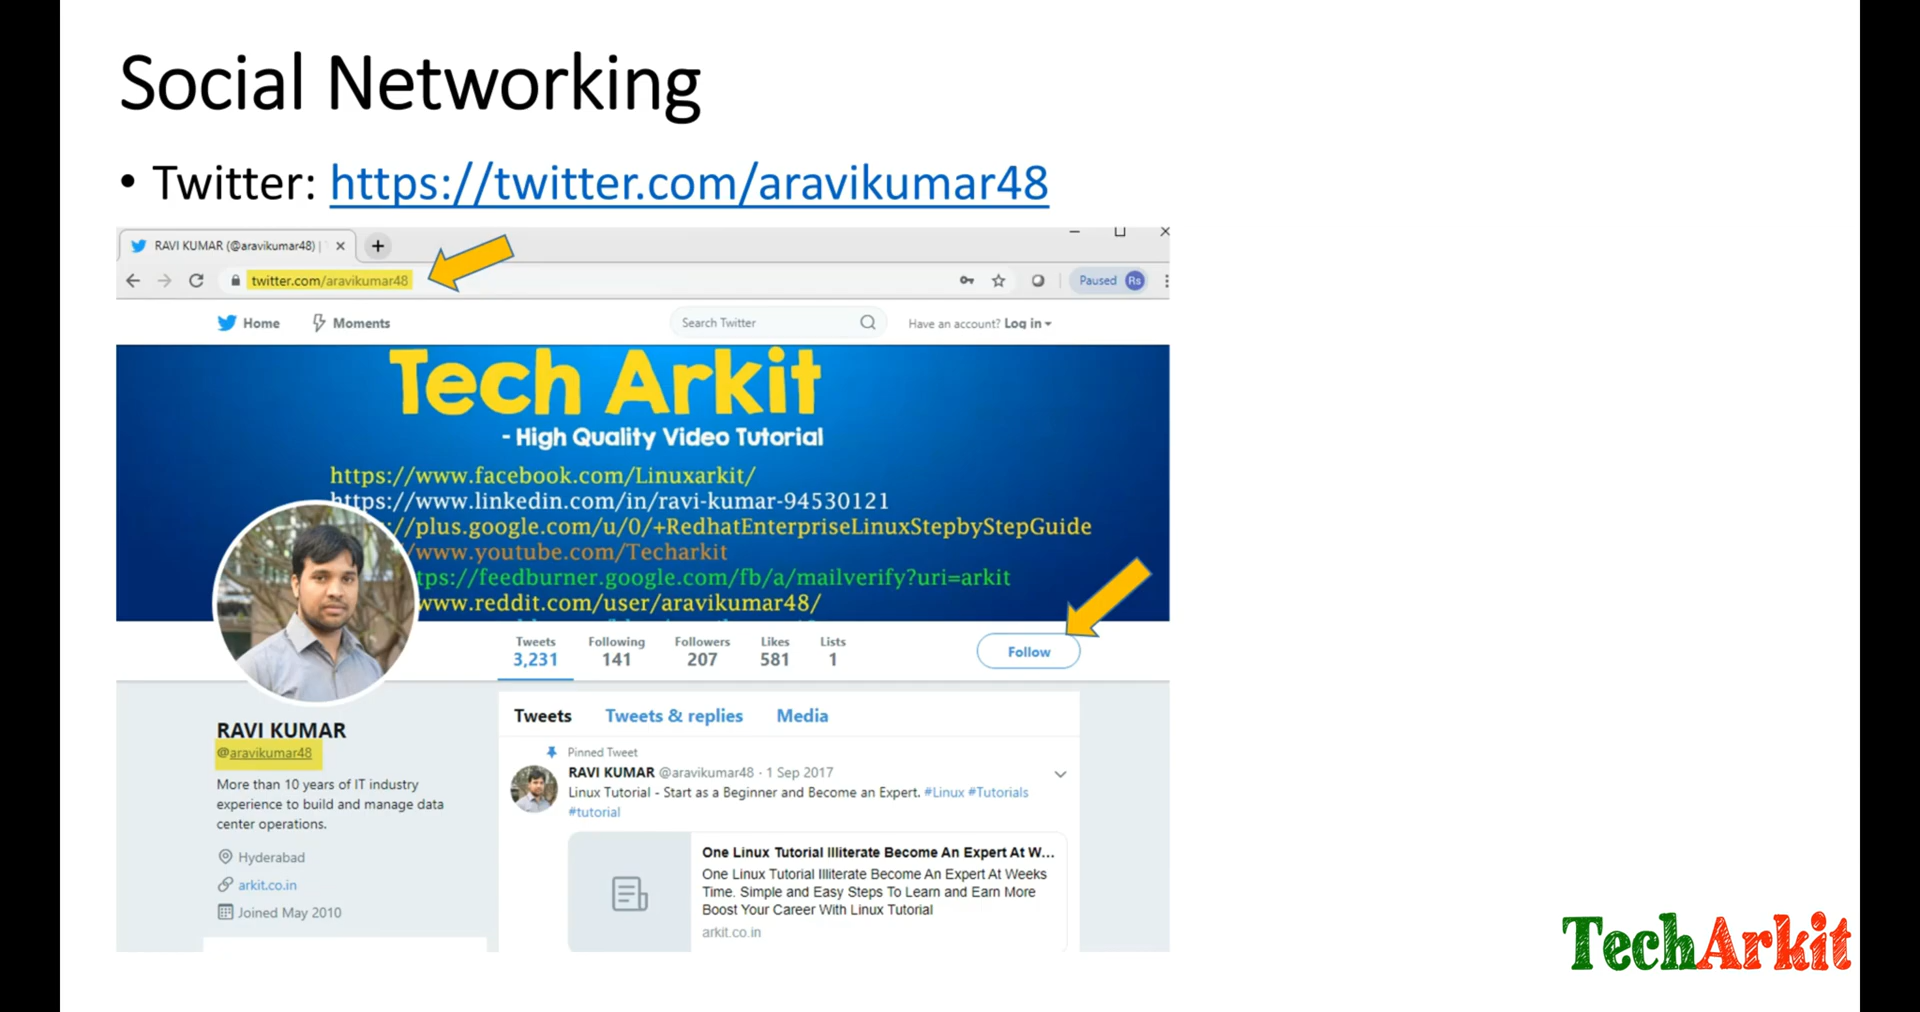 Social Networking
• Twitter: https://twitter.com/aravikumar48
RAVI KUMAR (@aravikumar48) |
twitter.com/aravikumar48
Paused Rs
Home Moments Search Twitter Have an account? Log in
Tech Arkit
- High Quality Video Tutorial
https://www.facebook.com/Linuxarkit/
https://www.linkedin.com/in/ravi-kumar-94530121
://plus.google.com/u/0/+RedhatEnterpriseLinuxStepbyStepGuide
/www.youtube.com/Techarkit
tps://feedburner.google.com/fb/a/mailverify?uri=arkit
www.reddit.com/user/aravikumar48/
Tweets Following Followers Likes Lists
3,231 141 207 581 1
Follow
RAVI KUMAR
@aravikumar48
More than 10 years of IT industry
experience to build and manage data
center operations.
Hyderabad
arkit.co.in
Joined May 2010
Tweets Tweets & replies Media
Pinned Tweet
RAVI KUMAR @aravikumar48 · 1 Sep 2017
Linux Tutorial - Start as a Beginner and Become an Expert. #Linux #Tutorials
#tutorial
One Linux Tutorial Illiterate Become An Expert At W...
One Linux Tutorial Illiterate Become An Expert At Weeks
Time. Simple and Easy Steps To Learn and Earn More
Boost Your Career With Linux Tutorial
arkit.co.in
TechArkit